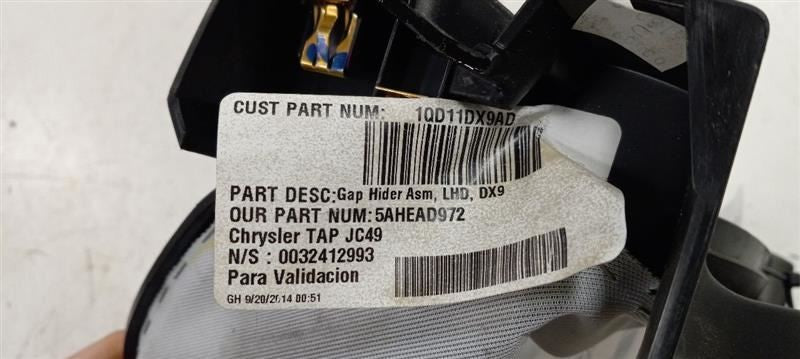 CUST PART NUM: 1QD11DX9AD
PART DESC:Gap Hider Asm, LHD, DX9
OUR PART NUM:5AHEAD972
Chrysler TAP JC49
N/S : 0032412993
Para Validacion
GH 9/20/2014 00:51